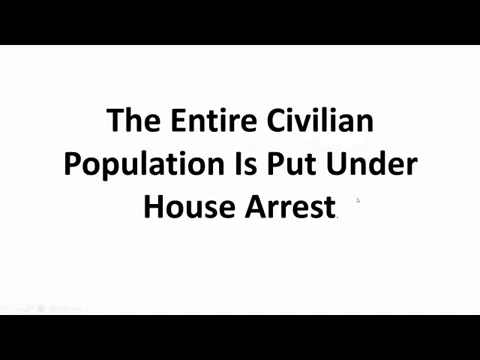 The Entire Civilian
Population Is Put Under
House Arrest